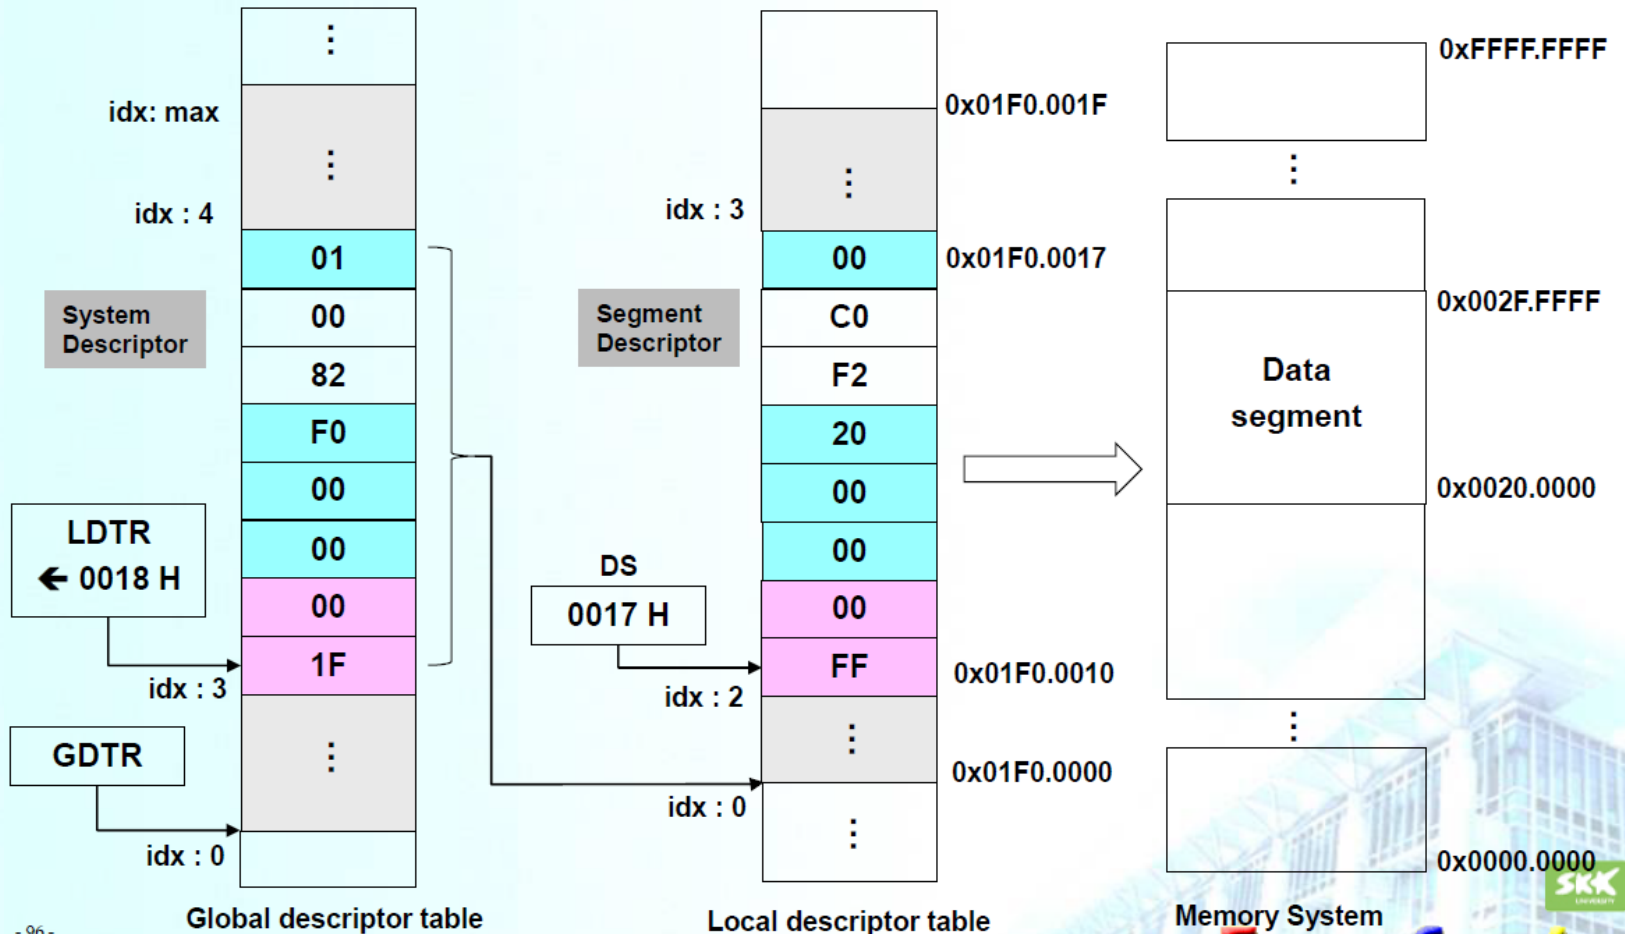 ⋮
idx: max
⋮
idx : 4
01
System
Descriptor
00
82
F0
00
LDTR
← 0018 H
00
00
1F
idx : 3
GDTR
⋮
idx : 0
Global descriptor table
0x01F0.001F
⋮
idx : 3
00
0x01F0.0017
Segment
Descriptor
C0
F2
20
00
00
DS
0017 H
00
FF
0x01F0.0010
idx : 2
⋮
0x01F0.0000
idx : 0
⋮
Local descriptor table
0xFFFF.FFFF
⋮
0x002F.FFFF
Data
segment
0x0020.0000
⋮
0x0000.0000
Memory System
SKK
UNIVERSITY
- 96 -